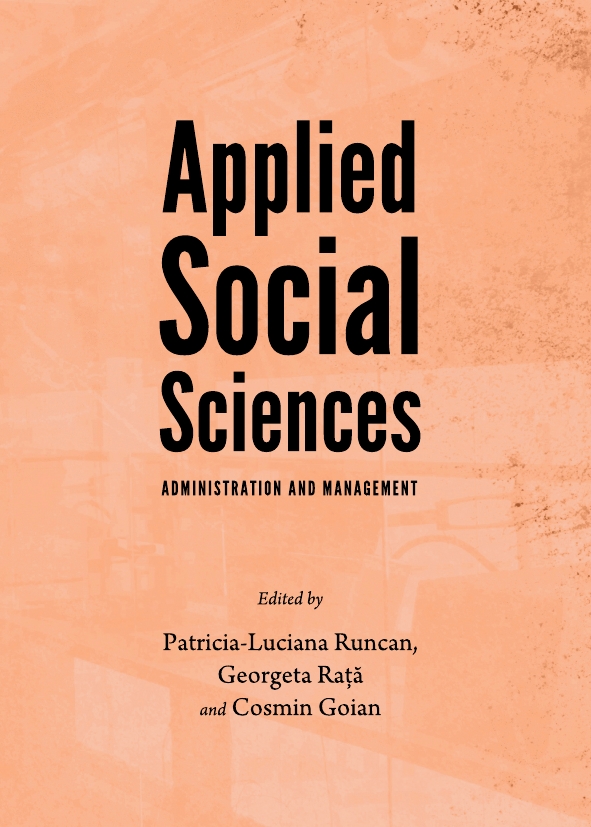 Applied
Social
Sciences
ADMINISTRATION AND MANAGEMENT
Edited by
Patricia-Luciana Runcan,
Georgeta Rață
and Cosmin Goian